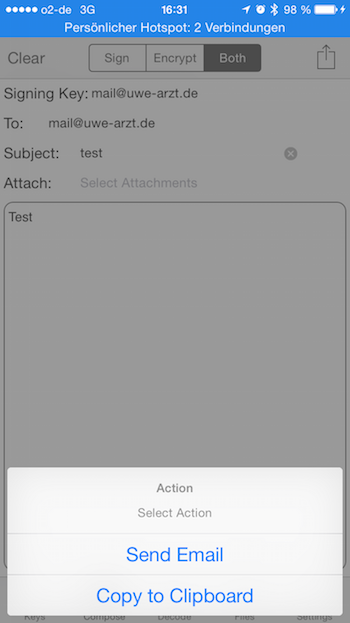 o2-de 3G 16:31 98 %
Persönlicher Hotspot: 2 Verbindungen
Clear Sign Encrypt Both
Signing Key: mail@uwe-arzt.de
To: mail@uwe-arzt.de
Subject: test
Attach: Select Attachments
Test
Action
Select Action
Send Email
Copy to Clipboard
Keys Compose Decode Files Settings